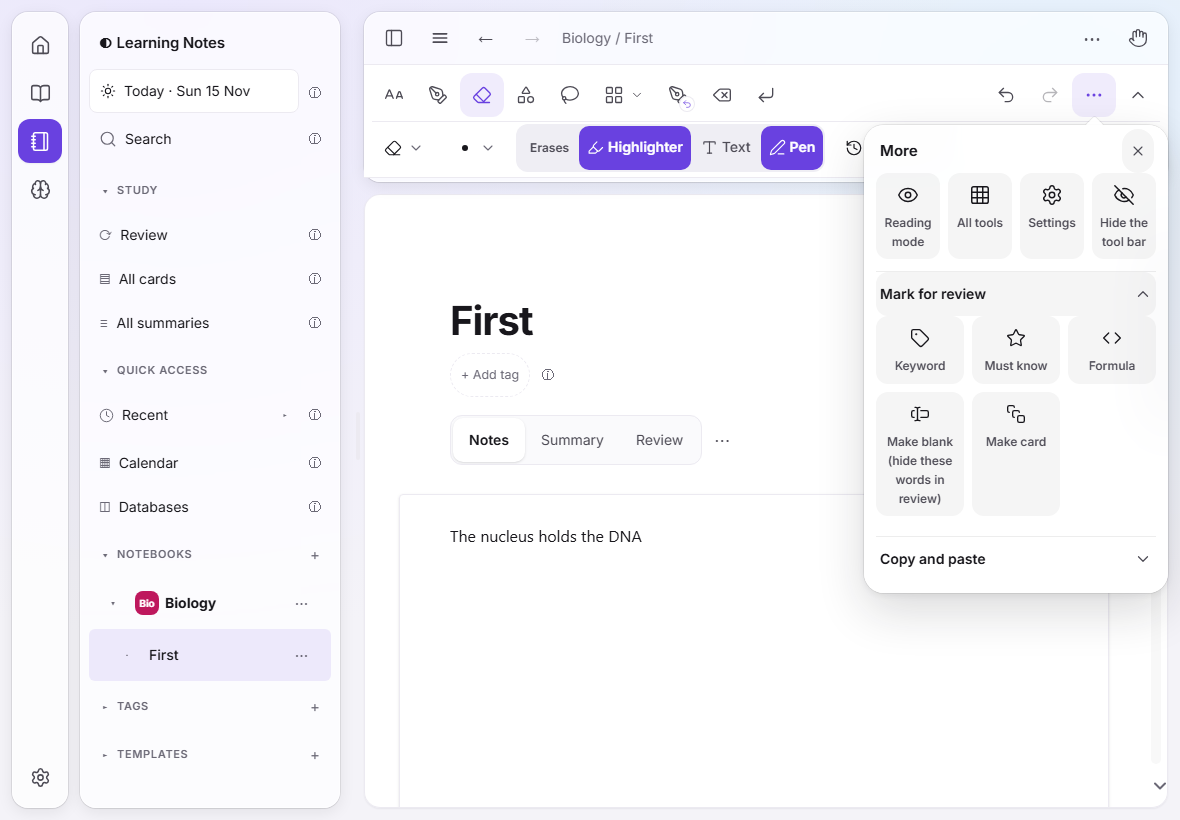 Learning Notes
Today · Sun 15 Nov
Search
STUDY
Review
All cards
All summaries
QUICK ACCESS
Recent
Calendar
Databases
NOTEBOOKS
Bio Biology
First
TAGS
TEMPLATES
Biology / First
AA
Erases Highlighter Text Pen
First
+ Add tag
Notes Summary Review
The nucleus holds the DNA
More
Reading mode
All tools
Settings
Hide the tool bar
Mark for review
Keyword
Must know
Formula
Make blank
(hide these
words in
review)
Make card
Copy and paste